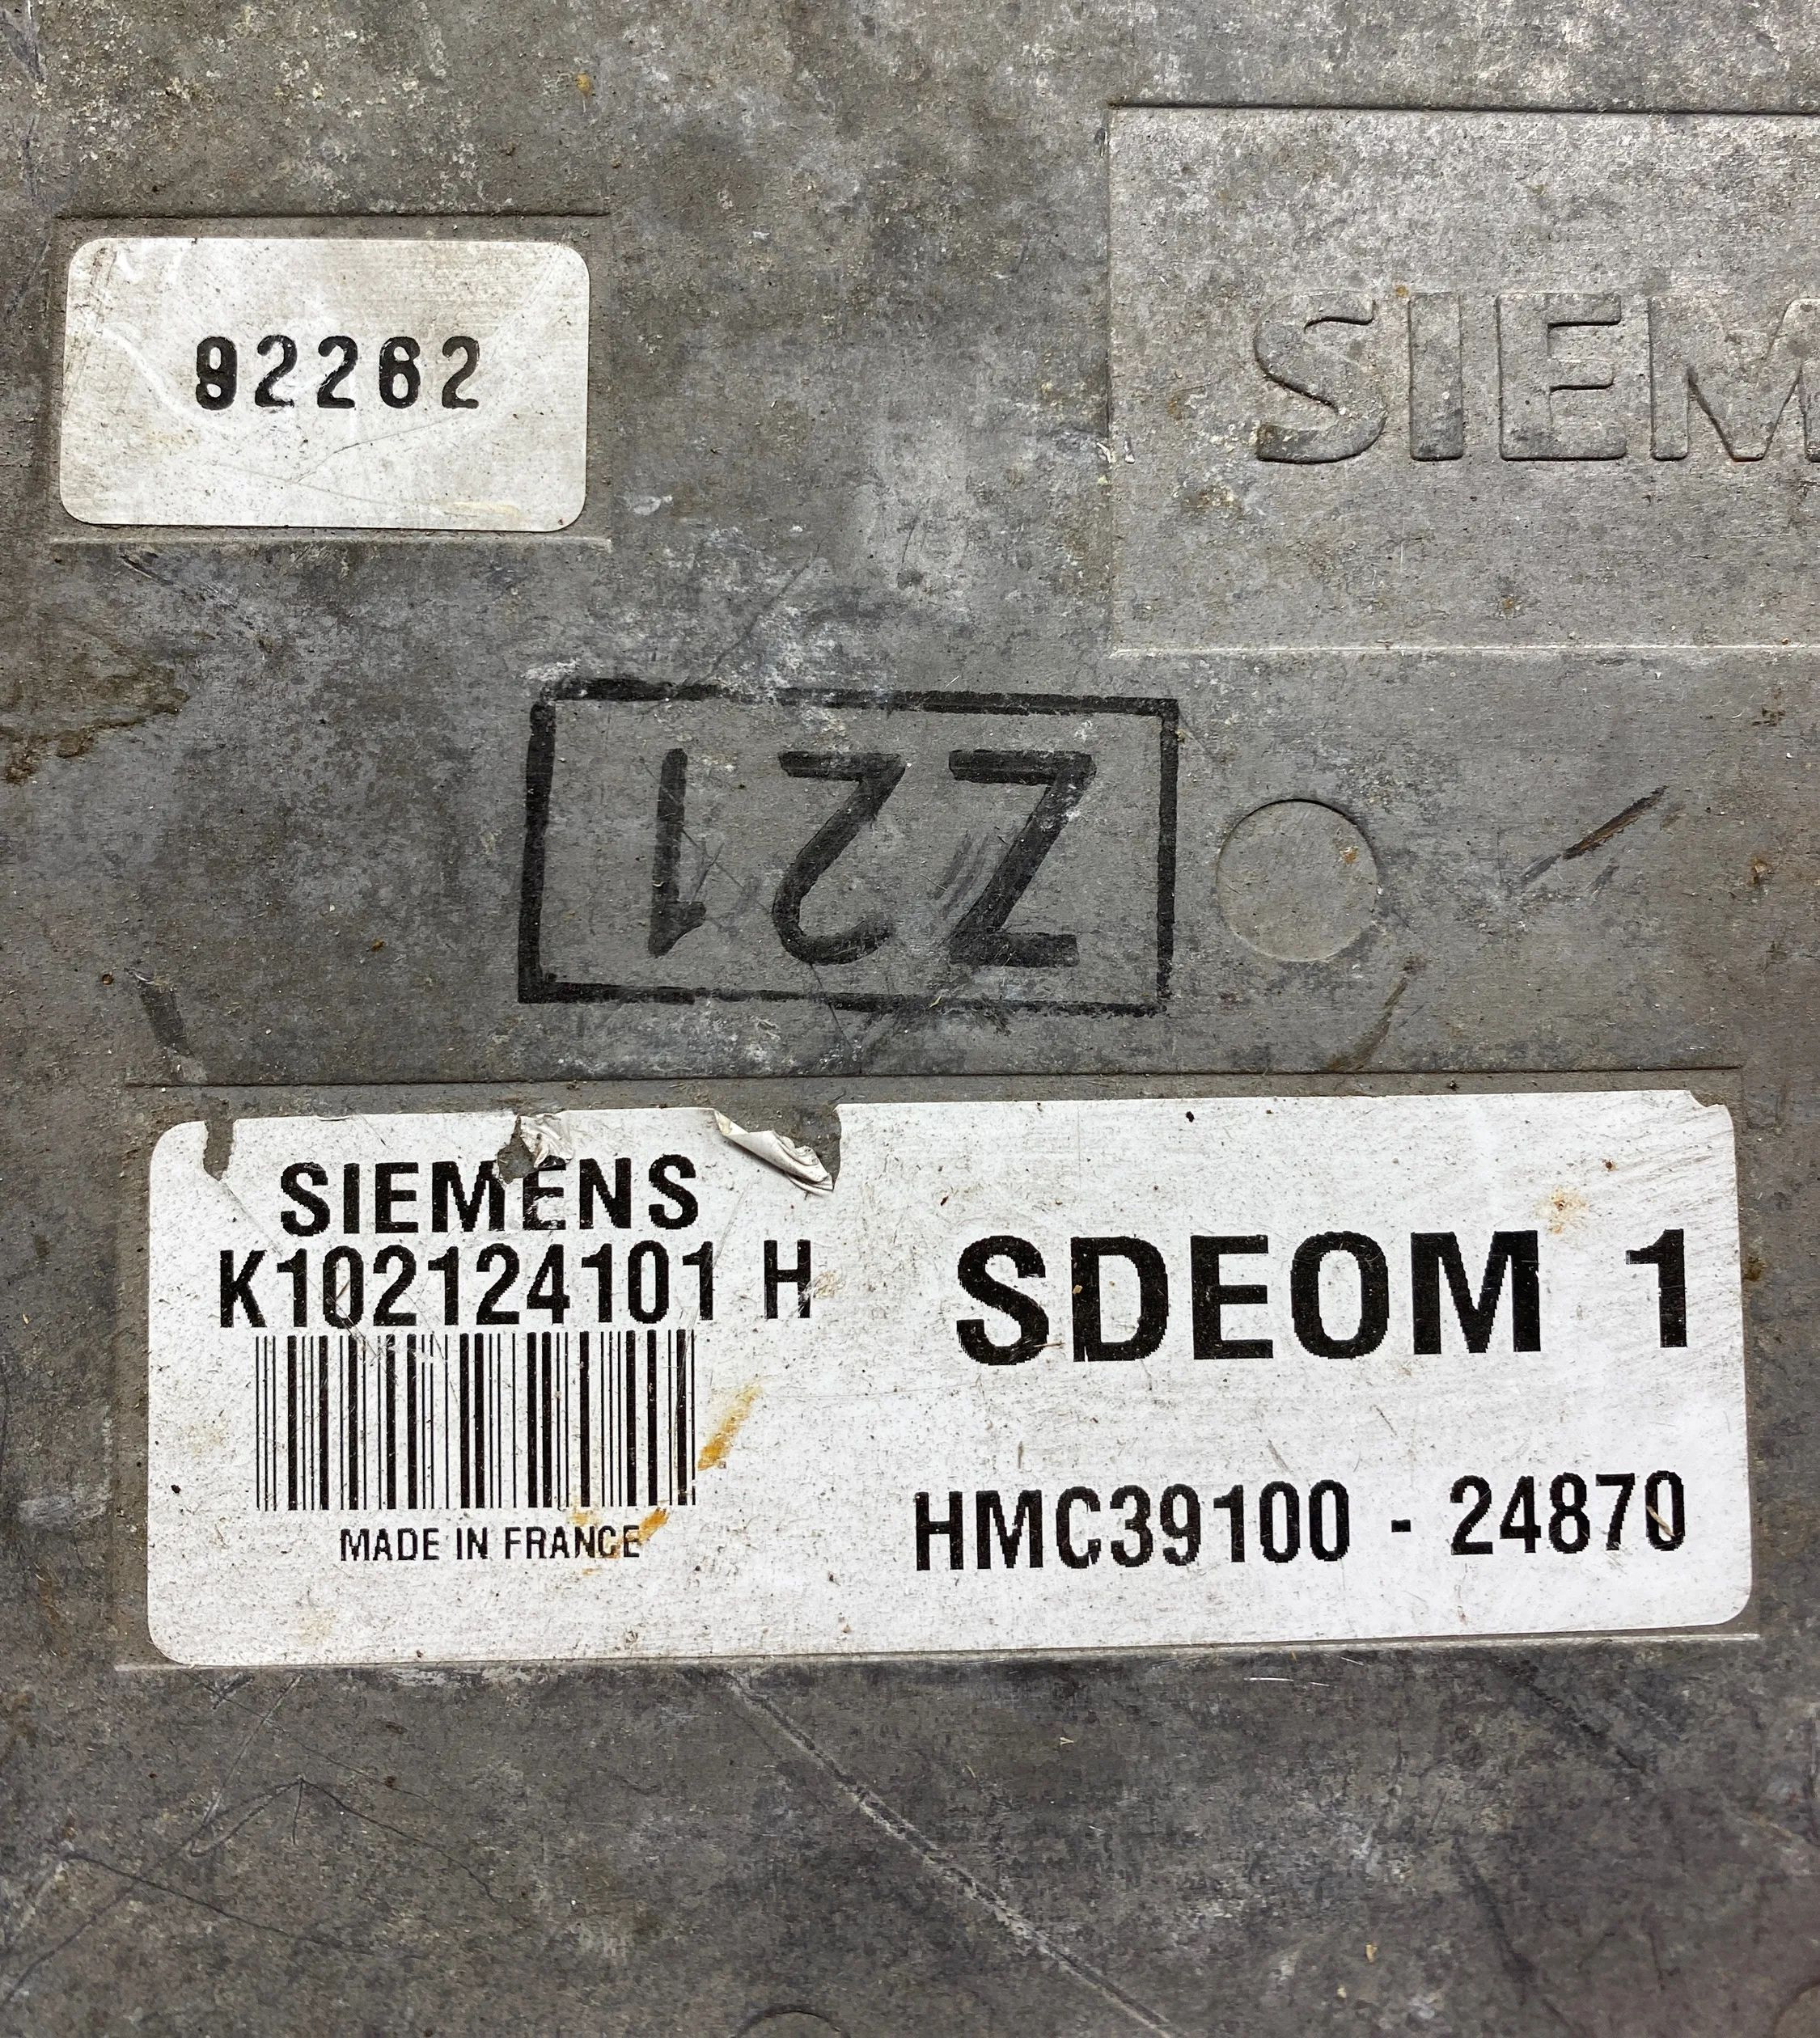 92262
SIEM
Z21
SIEMENS
K102124101 H
MADE IN FRANCE
SDEOM 1
HMC39100 - 24870